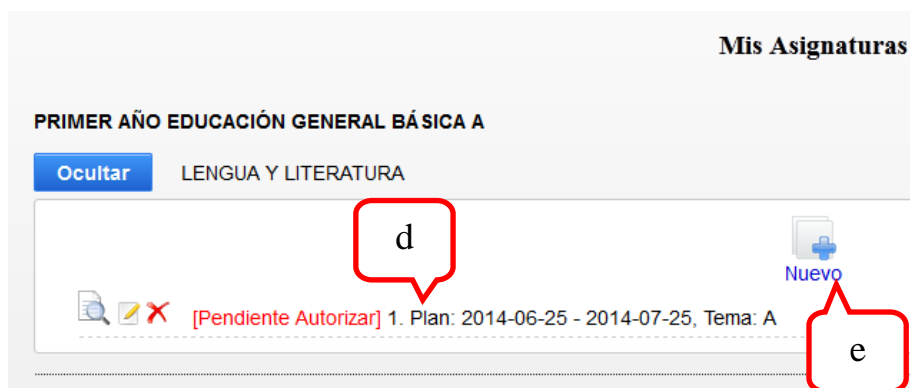 Mis Asignaturas
PRIMER AÑO EDUCACIÓN GENERAL BÁSICA A
Ocultar LENGUA Y LITERATURA
d
Nuevo
[Pendiente Autorizar] 1. Plan: 2014-06-25 - 2014-07-25, Tema: A
e